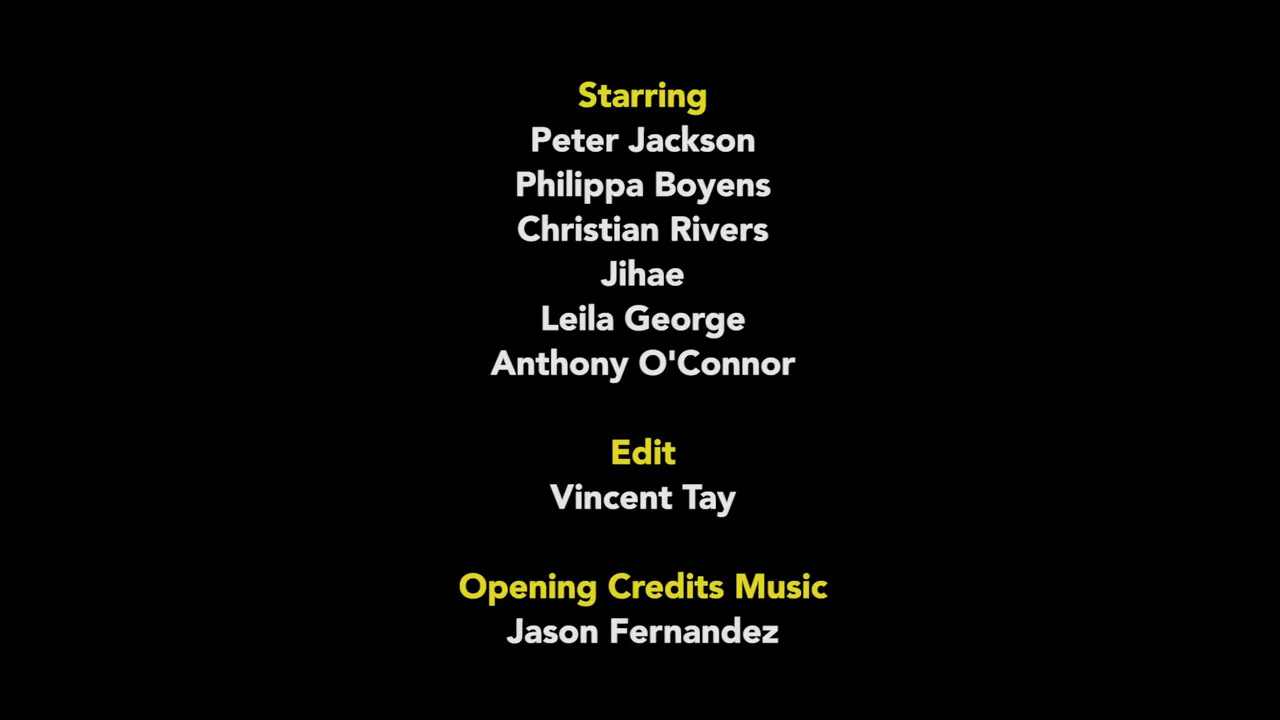 Starring
Peter Jackson
Philippa Boyens
Christian Rivers
Jihae
Leila George
Anthony O'Connor
Edit
Vincent Tay
Opening Credits Music
Jason Fernandez